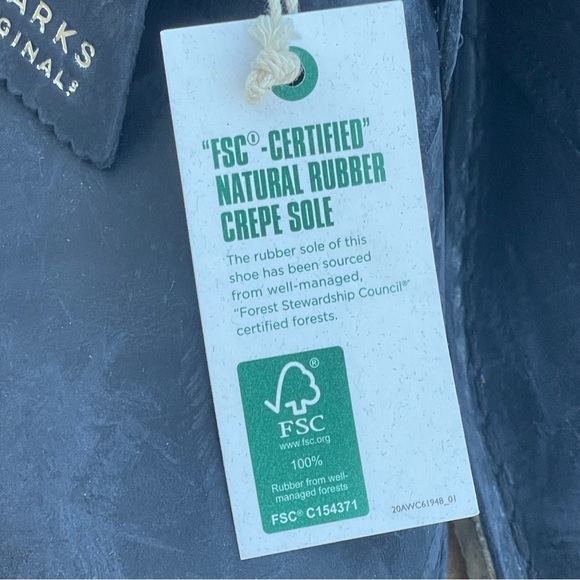 ARKS
GINALS
"FSC®-CERTIFIED"
NATURAL RUBBER
CREPE SOLE
The rubber sole of this
shoe has been sourced
from well-managed,
"Forest Stewardship Council®"
certified forests.
®
FSC
www.fsc.org
100%
Rubber from well-
managed forests
FSC® C154371
20AWC61948_01